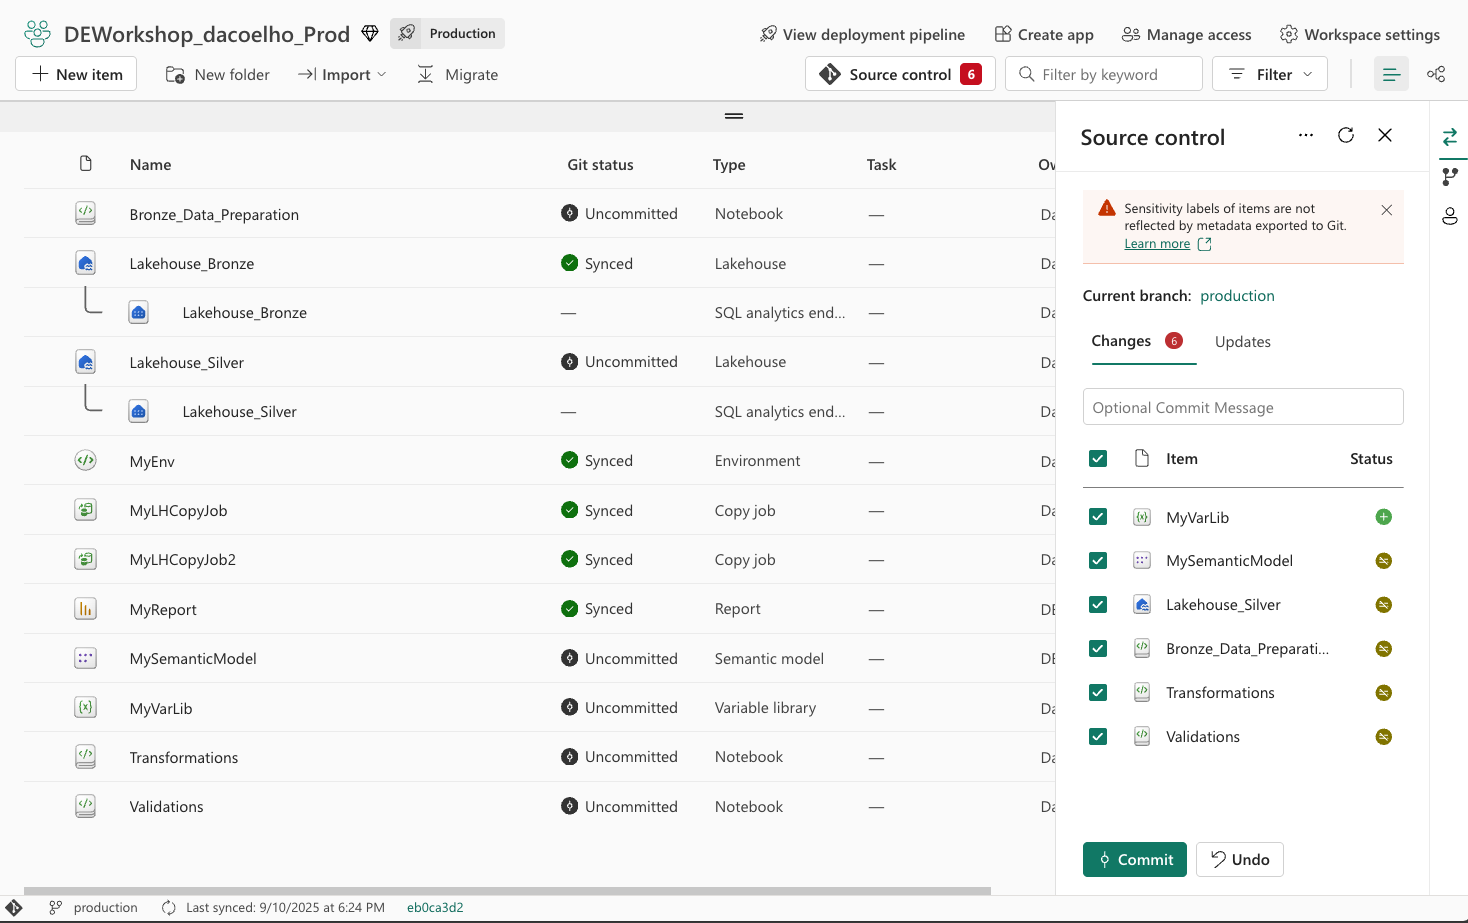 DEWorkshop_dacoelho_Prod
Production
View deployment pipeline
Create app
Manage access
Workspace settings
New item
New folder
Import
Migrate
Source control 6
Filter by keyword
Filter
Name Git status Type Task Ow
Bronze_Data_Preparation Uncommitted Notebook — Da
Lakehouse_Bronze Synced Lakehouse — Da
Lakehouse_Bronze — SQL analytics end... — Da
Lakehouse_Silver Uncommitted Lakehouse — Da
Lakehouse_Silver — SQL analytics end... — Da
MyEnv Synced Environment — Da
MyLHCopyJob Synced Copy job — Da
MyLHCopyJob2 Synced Copy job — Da
MyReport Synced Report — DE
MySemanticModel Uncommitted Semantic model — DE
MyVarLib Uncommitted Variable library — Da
Transformations Uncommitted Notebook — Da
Validations Uncommitted Notebook — Da
Source control
Sensitivity labels of items are not
reflected by metadata exported to Git.
Learn more
Current branch: production
Changes 6 Updates
Optional Commit Message
Item Status
MyVarLib
MySemanticModel
Lakehouse_Silver
Bronze_Data_Preparati...
Transformations
Validations
Commit Undo
production
Last synced: 9/10/2025 at 6:24 PM
eb0ca3d2